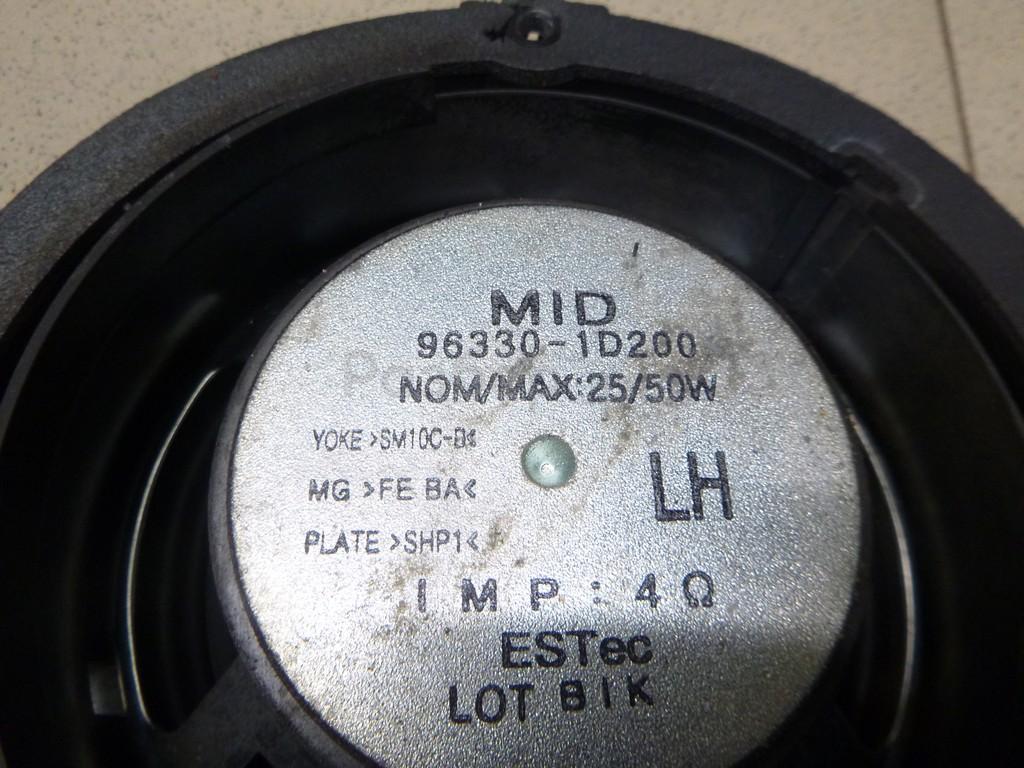 MID
96330-1D200
NOM/MAX:25/50W
YOKE >SM10C-B<
MG >FE BA<
PLATE >SHP1<
LH
IMP: 4Ω
ESTec
LOT B1K